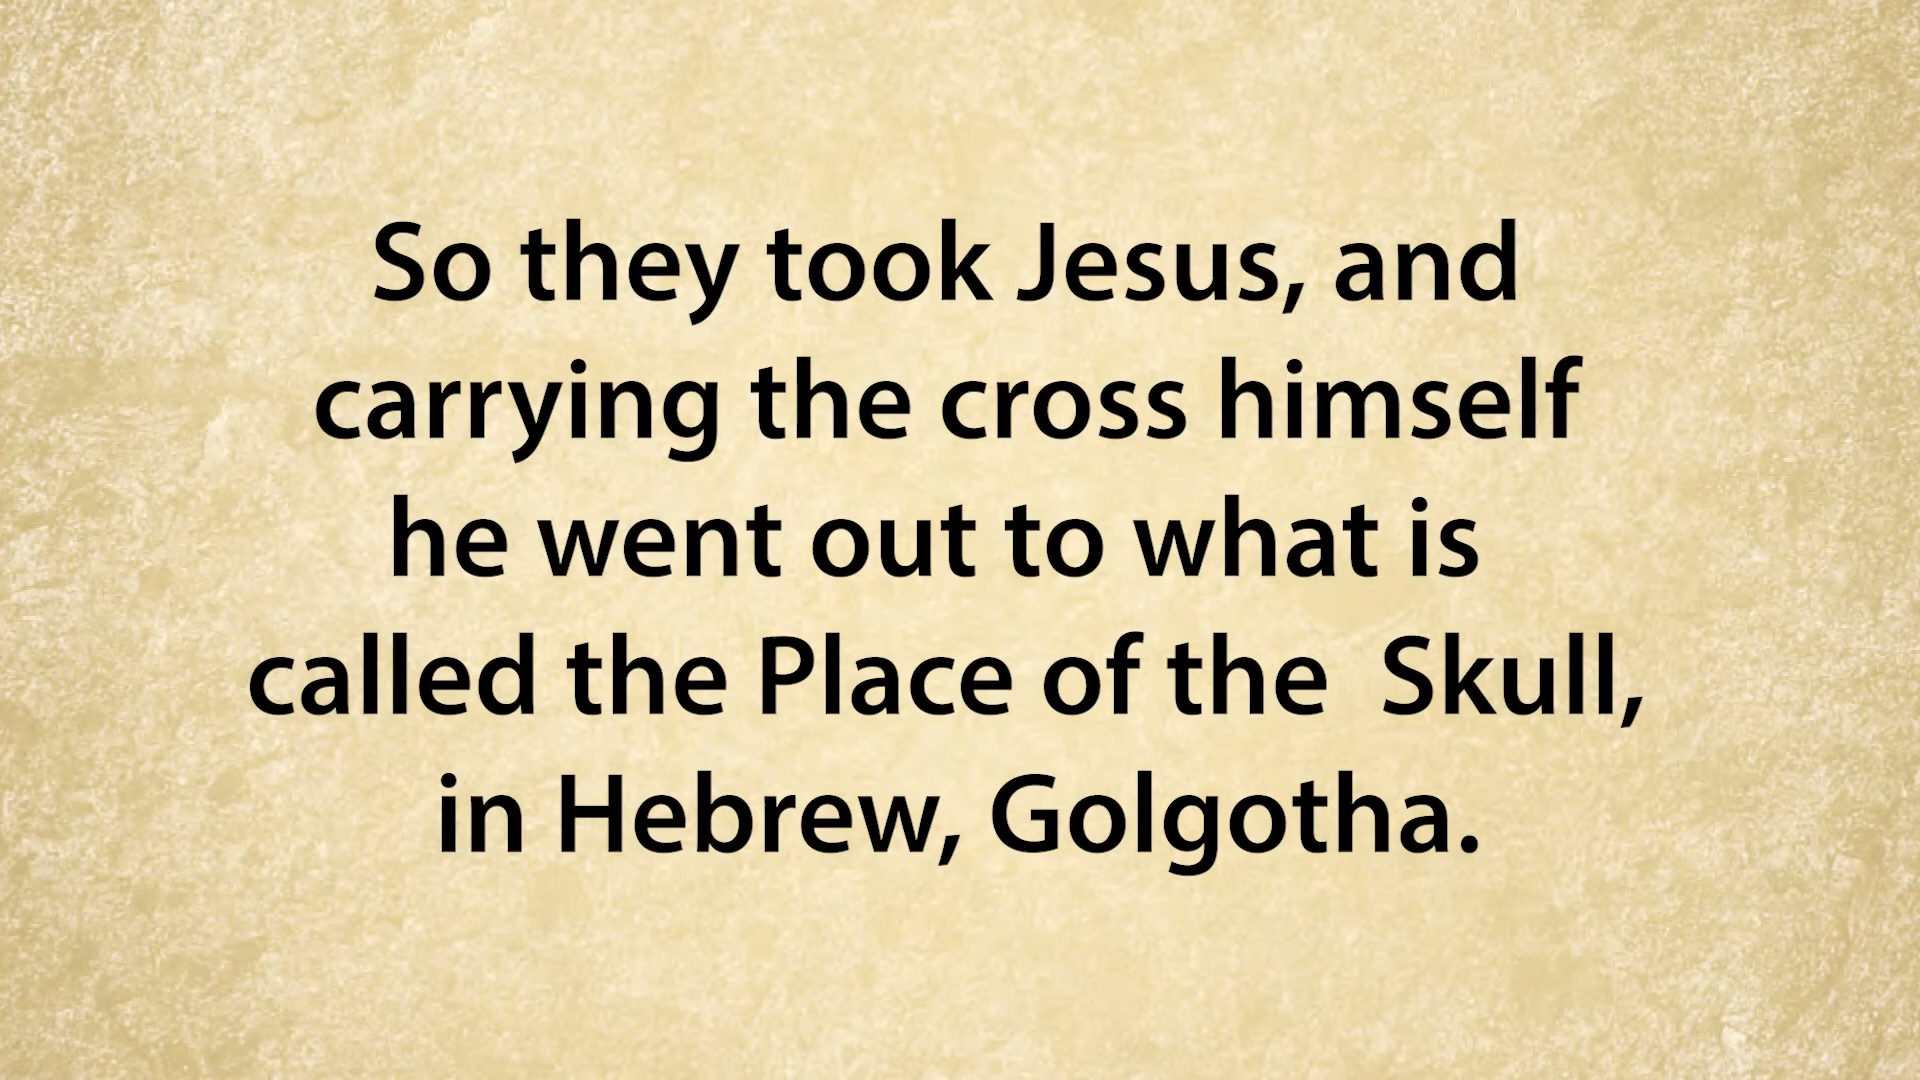 So they took Jesus, and
carrying the cross himself
he went out to what is
called the Place of the  Skull,
in Hebrew, Golgotha.